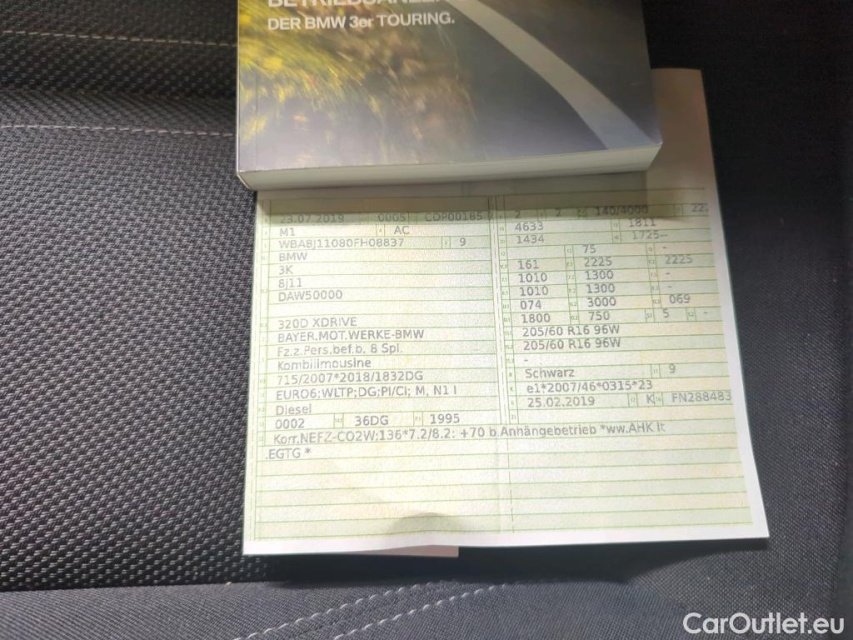 BETRIEBSANLEI
DER BMW 3er TOURING.
23.07.2019 0005 CDP00185 2 2 140/4000 22
M1 AC 4633 1811
WBA8J11080FH08837 9 1434 1725--
BMW 75 -
3K 161 2225 2225
8j11 1010 1300 -
DAW50000 1010 1300 -
074 3000 069
320D XDRIVE 1800 750 5 -
BAYER.MOT.WERKE-BMW 205/60 R16 96W
Fz.z.Pers.bef.b. 8 Spl. 205/60 R16 96W
Kombilimousine -
715/2007*2018/1832DG Schwarz 9
EURO6;WLTP;DG;PI/CI; M, N1 I e1*2007/46*0315*23
Diesel 25.02.2019 K FN288483
0002 36DG 1995
Korr.NEFZ-CO2W:136*7.2/8.2: +70 b.Anhängebetrieb *ww.AHK lt
.EGTG *
CarOutlet.eu